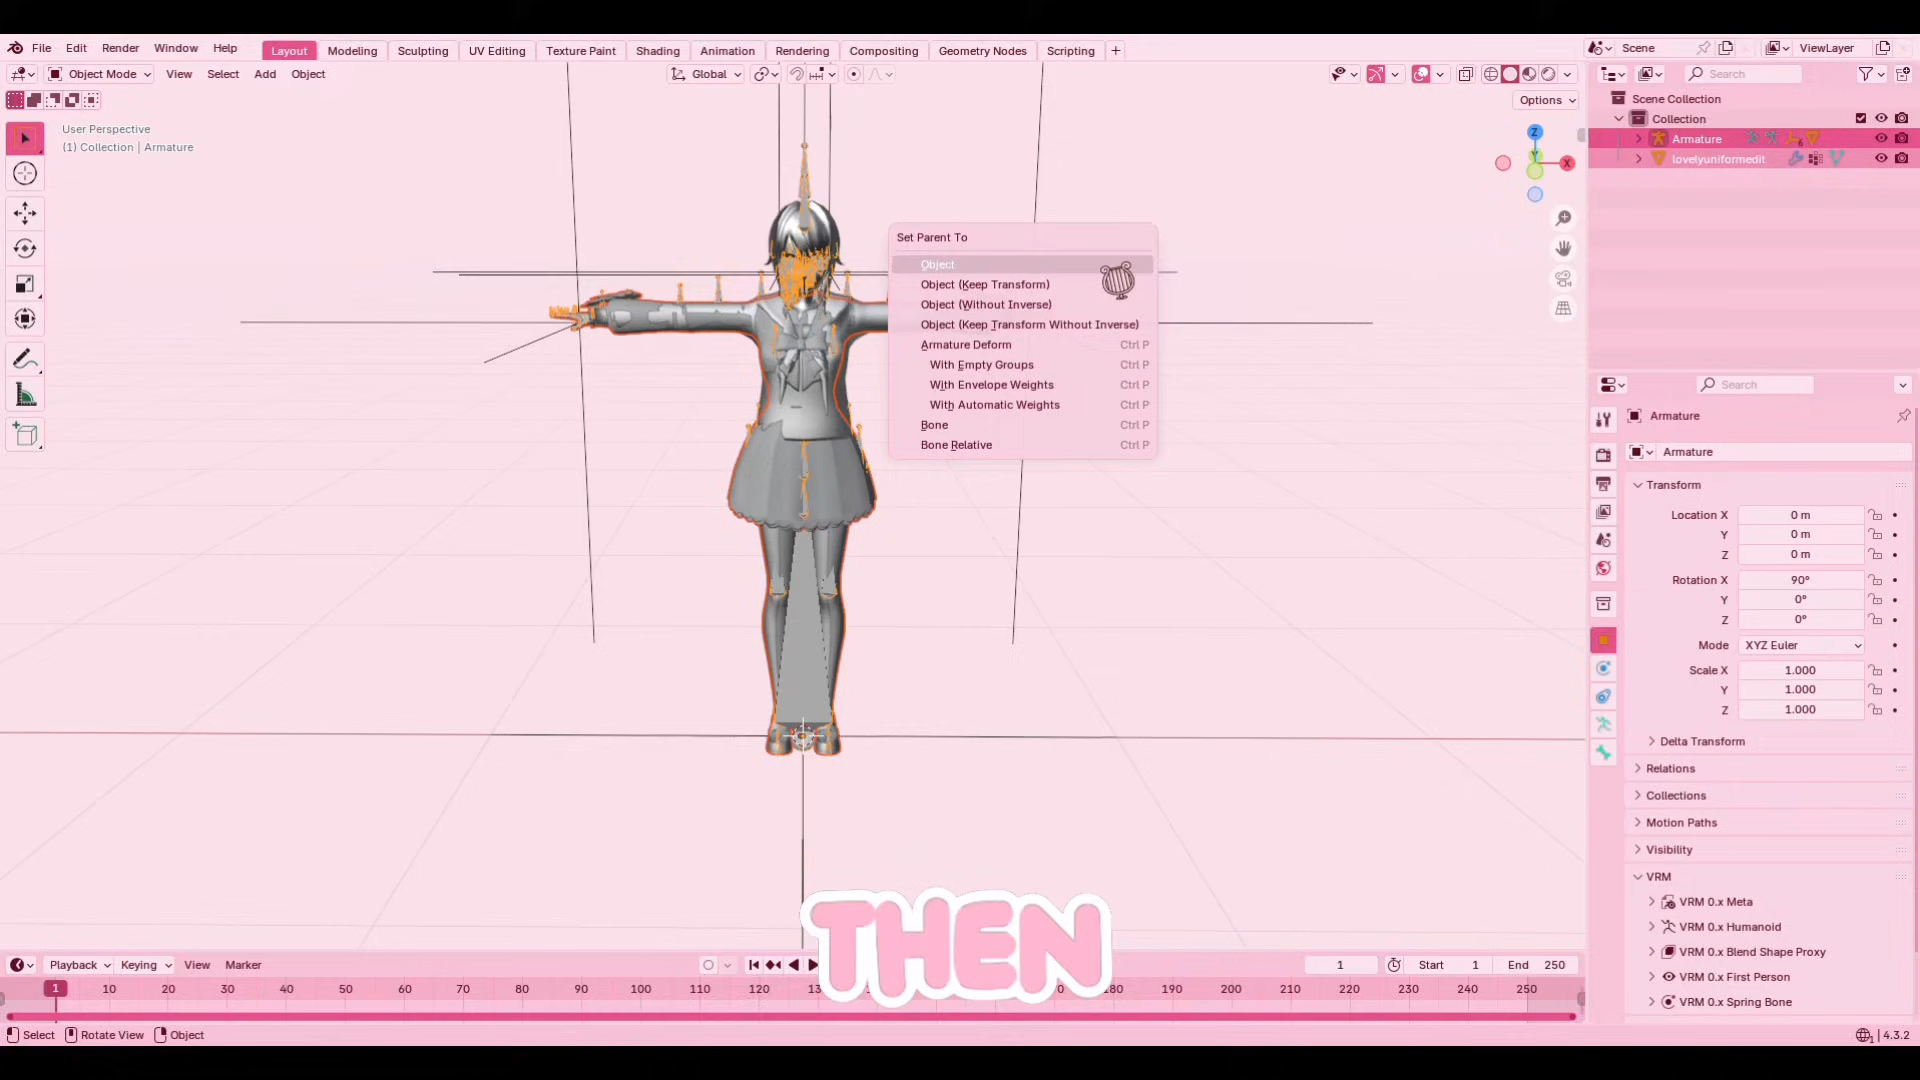 File Edit Render Window Help
Layout Modeling Sculpting UV Editing Texture Paint Shading Animation Rendering Compositing Geometry Nodes Scripting +
Scene
ViewLayer
Object Mode View Select Add Object
Global
Search
Options
User Perspective
(1) Collection | Armature
Z
Y
X
Scene Collection
Collection
Armature
lovelyuniformedit
Set Parent To
Object
Object (Keep Transform)
Object (Without Inverse)
Object (Keep Transform Without Inverse)
Armature Deform Ctrl P
With Empty Groups Ctrl P
With Envelope Weights Ctrl P
With Automatic Weights Ctrl P
Bone Ctrl P
Bone Relative Ctrl P
Search
Armature
Armature
Transform
Location X 0 m
Y 0 m
Z 0 m
Rotation X 90°
Y 0°
Z 0°
Mode XYZ Euler
Scale X 1.000
Y 1.000
Z 1.000
Delta Transform
Relations
Collections
Motion Paths
Visibility
VRM
VRM 0.x Meta
VRM 0.x Humanoid
VRM 0.x Blend Shape Proxy
VRM 0.x First Person
VRM 0.x Spring Bone
THEN
Playback Keying View Marker
1 Start 1 End 250
1 10 20 30 40 50 60 70 80 90 100 110 120 180 190 200 210 220 230 240 250
Select Rotate View Object
4.3.2